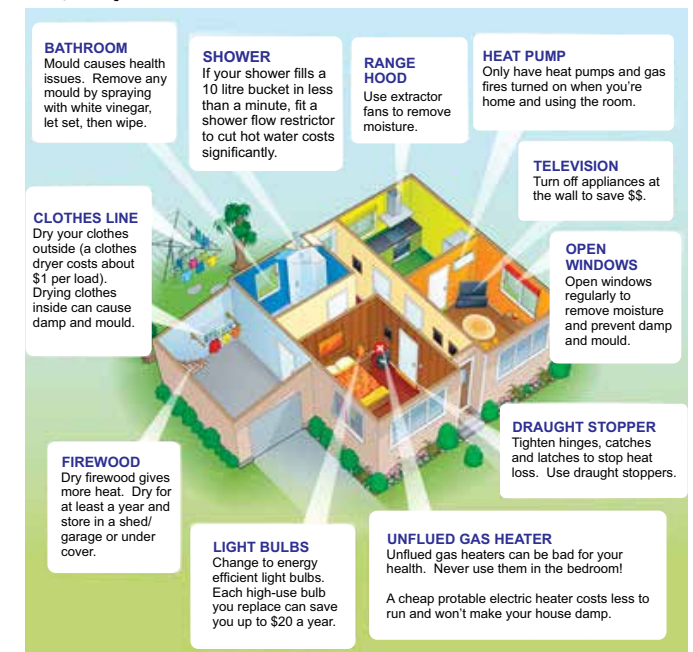 BATHROOM
Mould causes health
issues. Remove any
mould by spraying
with white vinegar,
let set, then wipe.
SHOWER
If your shower fills a
10 litre bucket in less
than a minute, fit a
shower flow restrictor
to cut hot water costs
significantly.
RANGE
HOOD
Use extractor
fans to remove
moisture.
HEAT PUMP
Only have heat pumps and gas
fires turned on when you're
home and using the room.
TELEVISION
Turn off appliances at
the wall to save $$.
CLOTHES LINE
Dry your clothes
outside (a clothes
dryer costs about
$1 per load).
Drying clothes
inside can cause
damp and mould.
OPEN
WINDOWS
Open windows
regularly to
remove moisture
and prevent damp
and mould.
DRAUGHT STOPPER
Tighten hinges, catches
and latches to stop heat
loss. Use draught stoppers.
FIREWOOD
Dry firewood gives
more heat. Dry for
at least a year and
store in a shed/
garage or under
cover.
LIGHT BULBS
Change to energy
efficient light bulbs.
Each high-use bulb
you replace can save
you up to $20 a year.
UNFLUED GAS HEATER
Unflued gas heaters can be bad for your
health. Never use them in the bedroom!
A cheap protable electric heater costs less to
run and won't make your house damp.